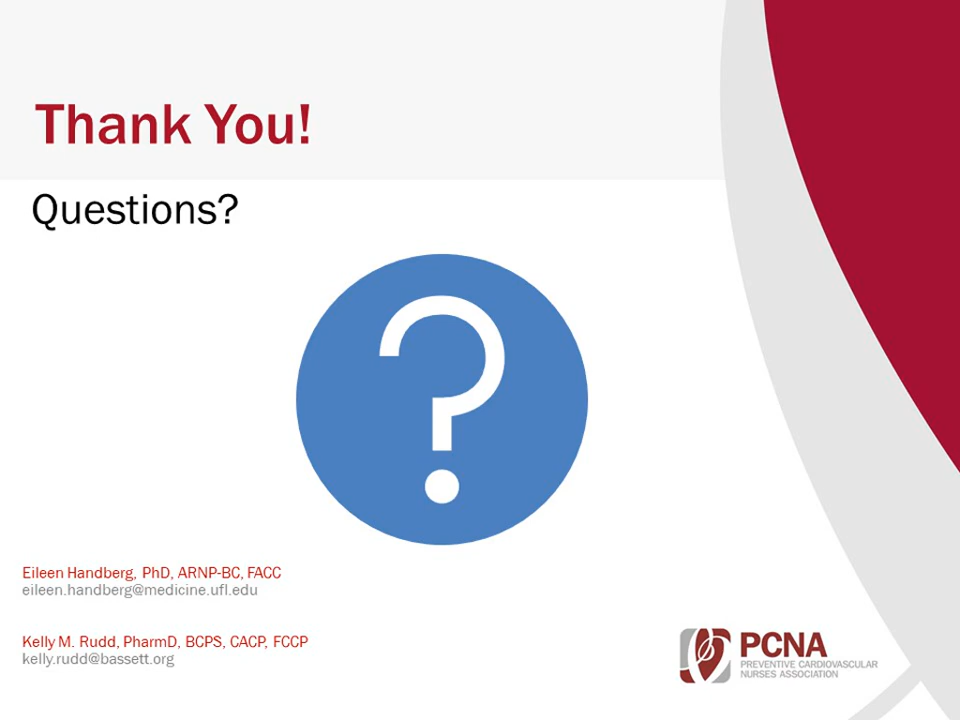 Thank You!
Questions?
?
Eileen Handberg, PhD, ARNP-BC, FACC
eileen.handberg@medicine.ufl.edu
Kelly M. Rudd, PharmD, BCPS, CACP, FCCP
kelly.rudd@bassett.org
PCNA
PREVENTIVE CARDIOVASCULAR
NURSES ASSOCIATION